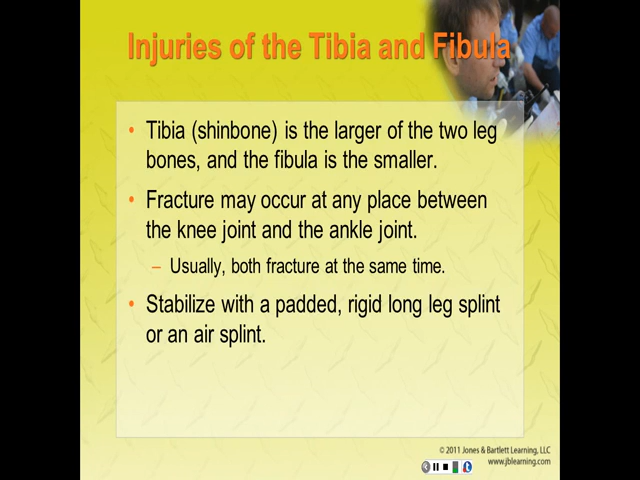 Injuries of the Tibia and Fibula
• Tibia (shinbone) is the larger of the two leg
bones, and the fibula is the smaller.
• Fracture may occur at any place between
the knee joint and the ankle joint.
– Usually, both fracture at the same time.
• Stabilize with a padded, rigid long leg splint
or an air splint.
© 2011 Jones & Bartlett Learning, LLC
www.jblearning.com